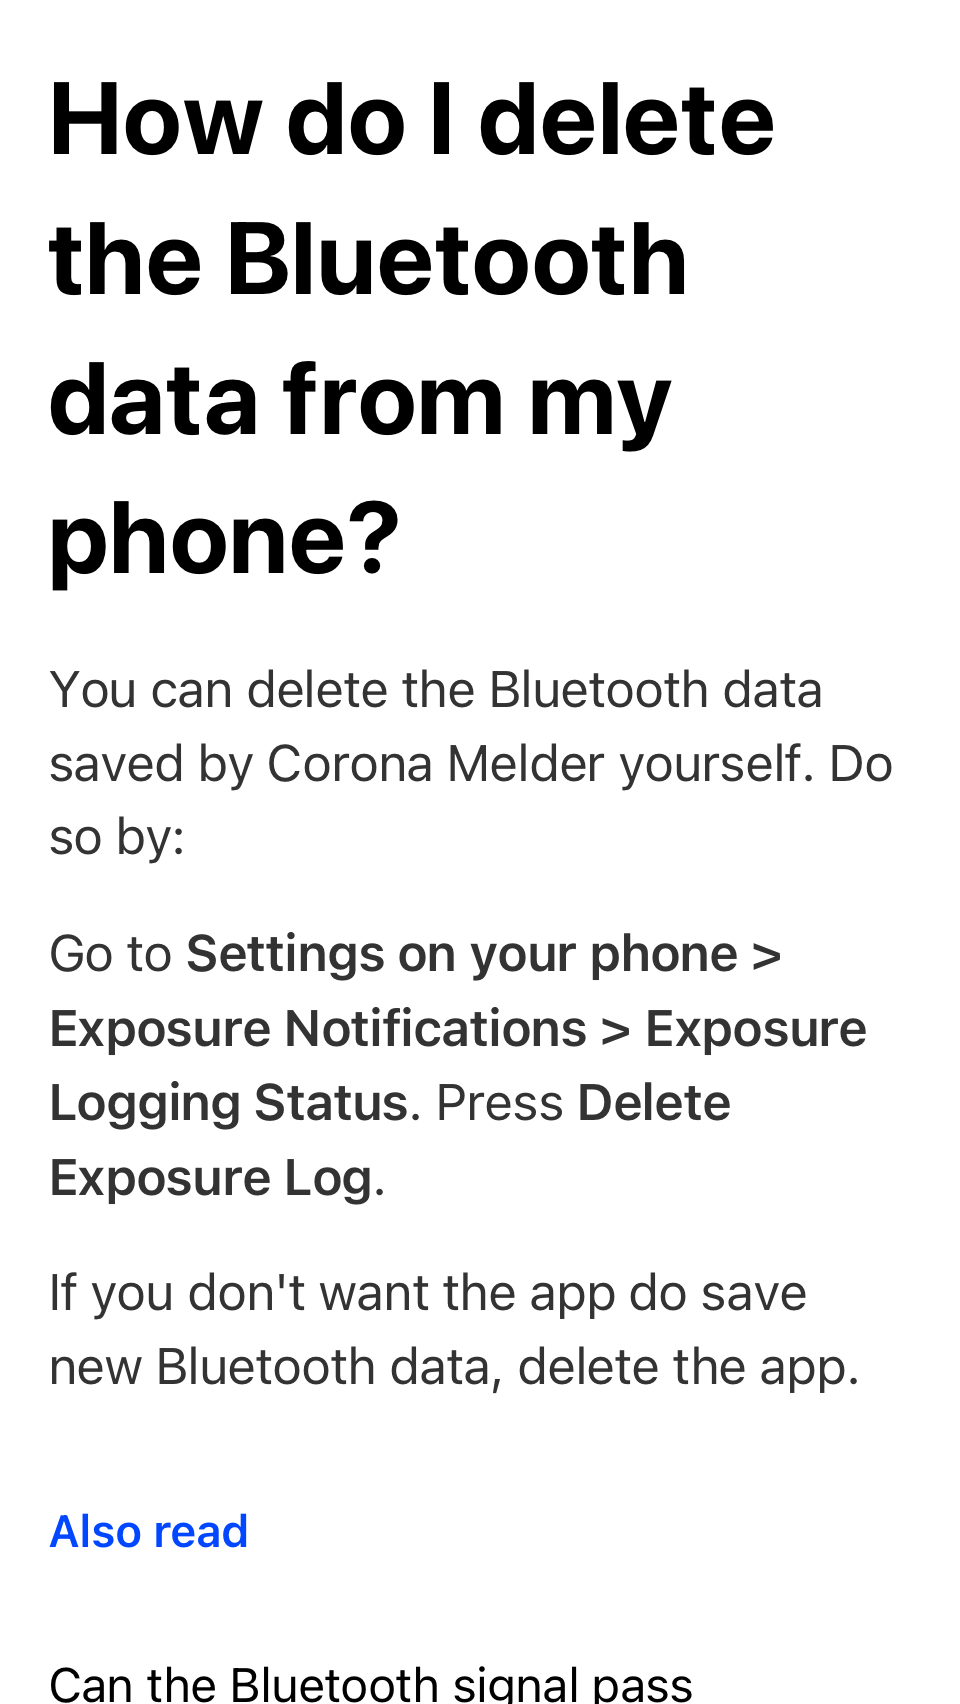 How do I delete
the Bluetooth
data from my
phone?
You can delete the Bluetooth data
saved by Corona Melder yourself. Do
so by:
Go to Settings on your phone >
Exposure Notifications > Exposure
Logging Status. Press Delete
Exposure Log.
If you don't want the app do save
new Bluetooth data, delete the app.
Also read
Can the Bluetooth signal pass